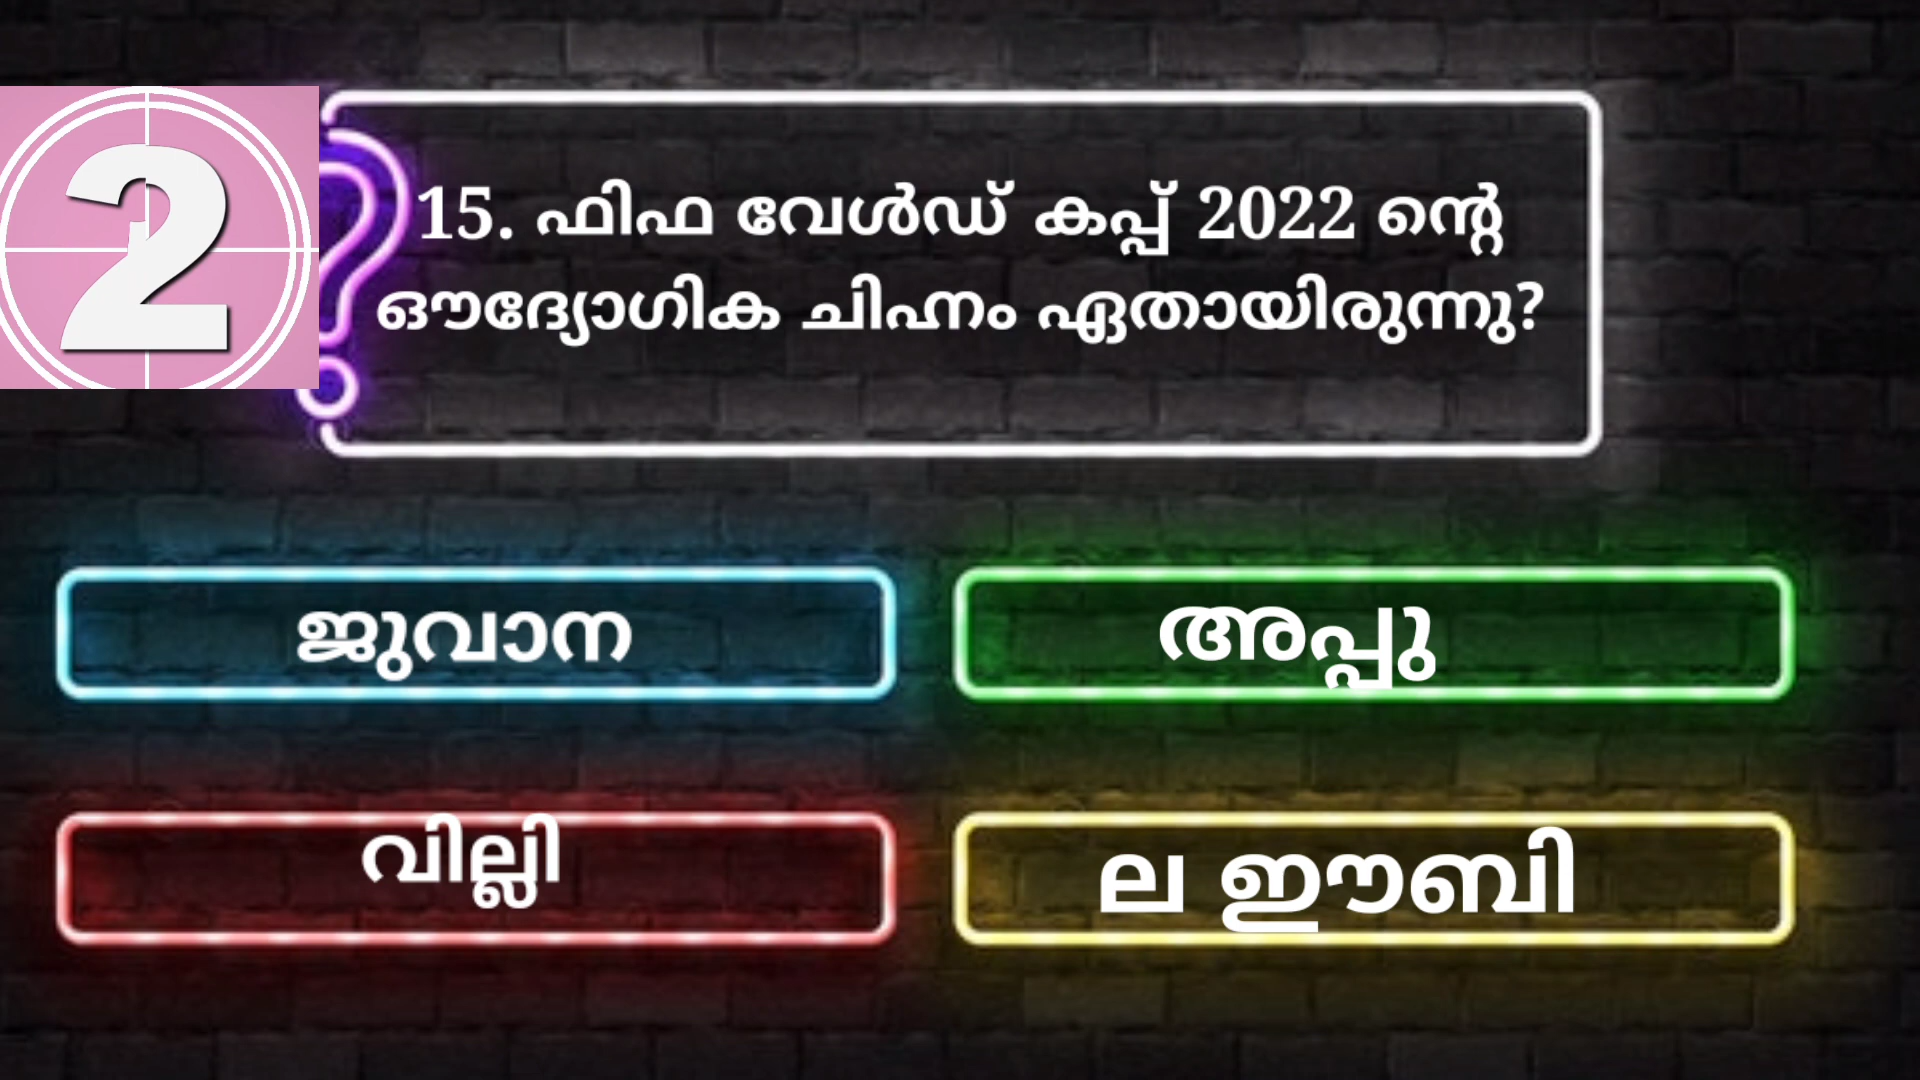 2
15. ഫിഫ വേൾഡ് കപ്പ് 2022 ന്റെ
ഔദ്യോഗിക ചിഹ്നം ഏതായിരുന്നു?
ജുവാന
അപ്പു
വില്ലി
ല ഈബി